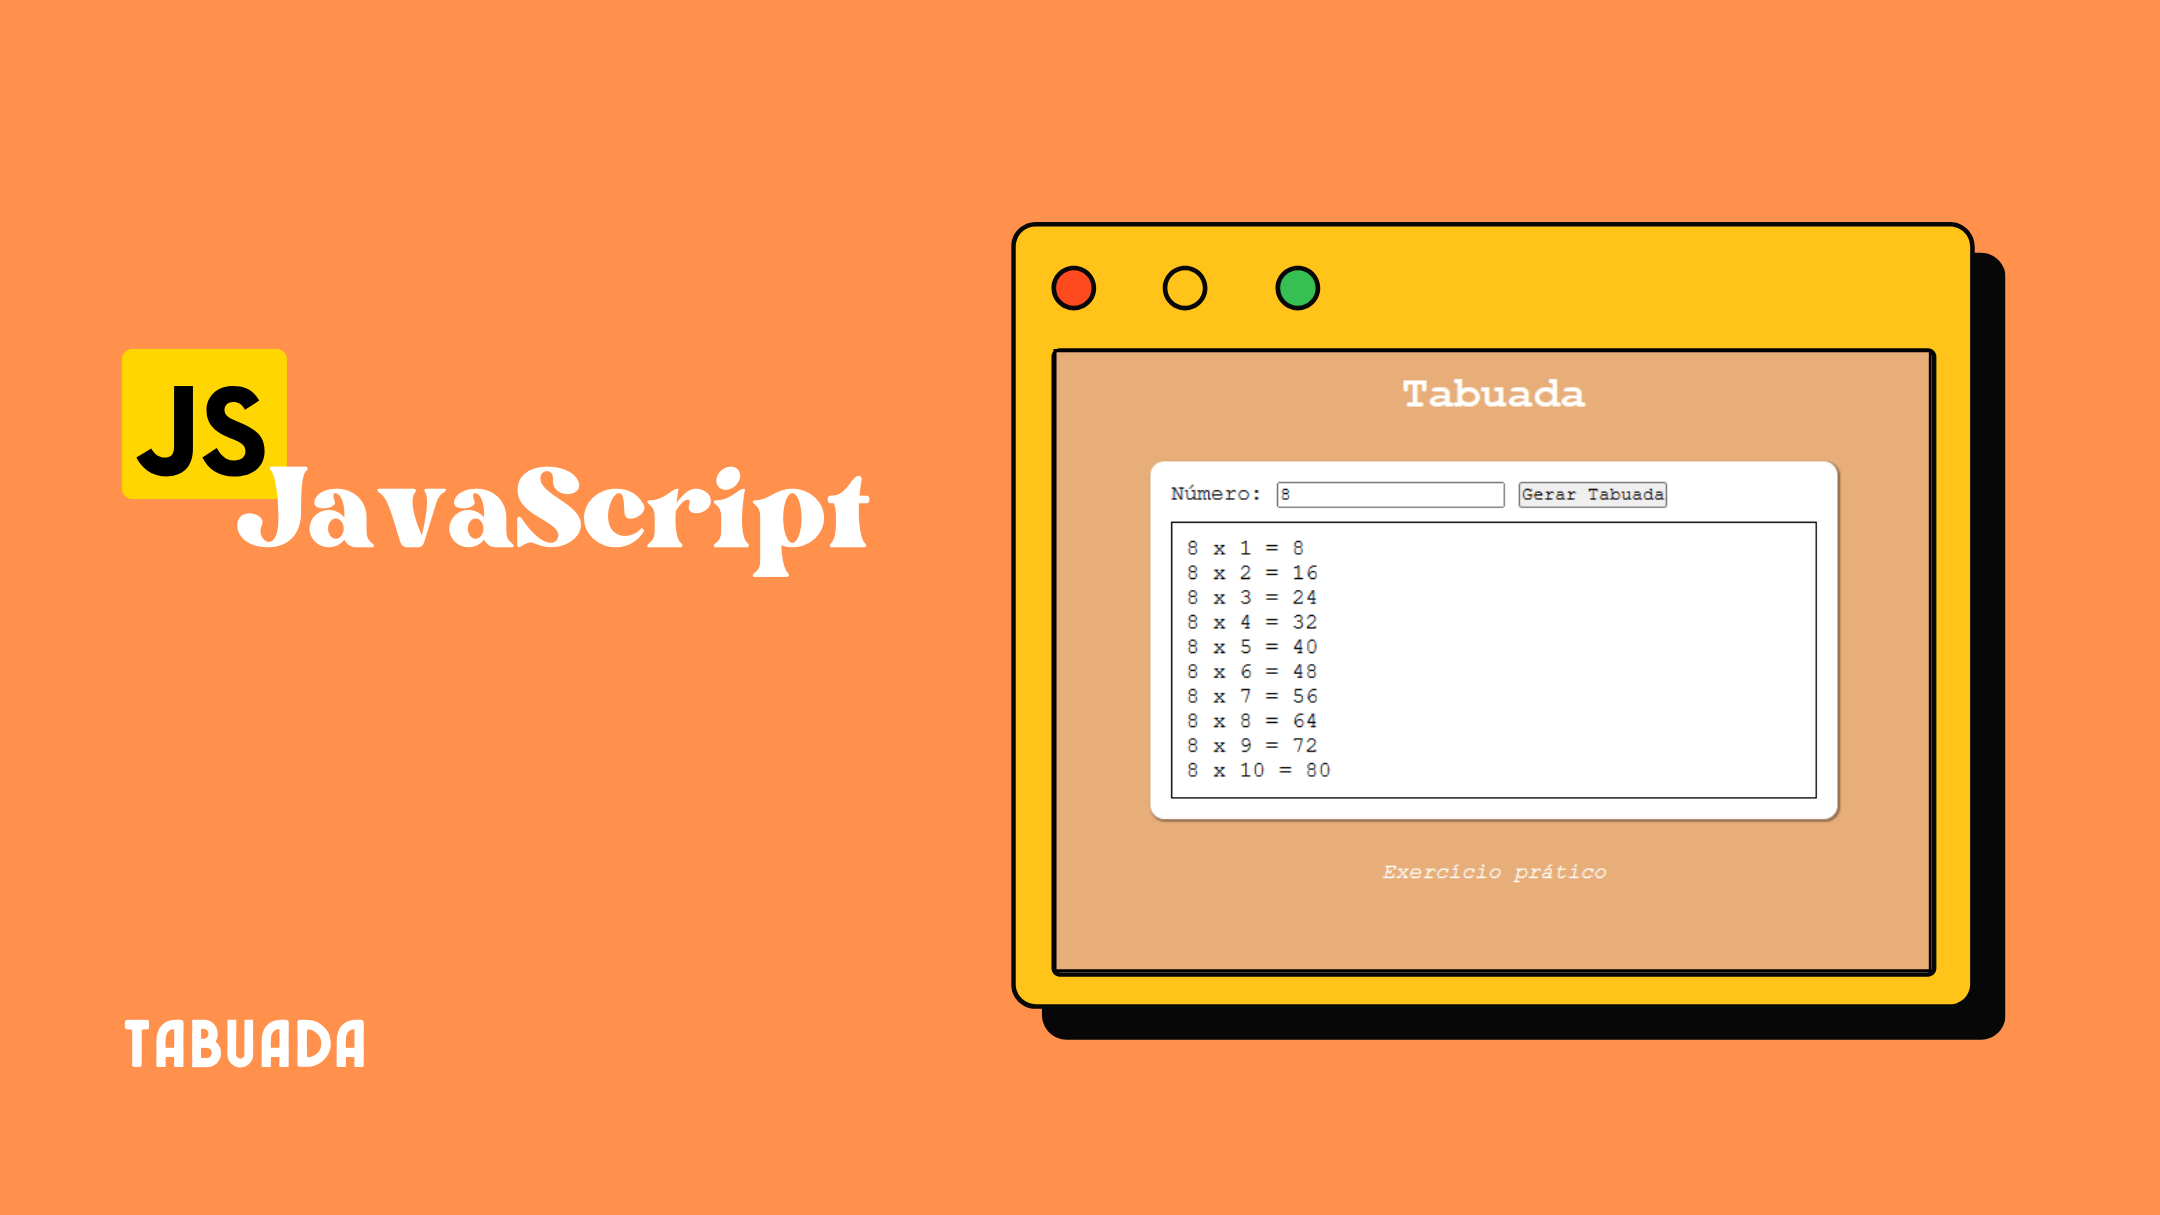 JS
JavaScript
TABUADA
Tabuada
Número: 8 Gerar Tabuada
8 x 1 = 8
8 x 2 = 16
8 x 3 = 24
8 x 4 = 32
8 x 5 = 40
8 x 6 = 48
8 x 7 = 56
8 x 8 = 64
8 x 9 = 72
8 x 10 = 80
Exercício prático